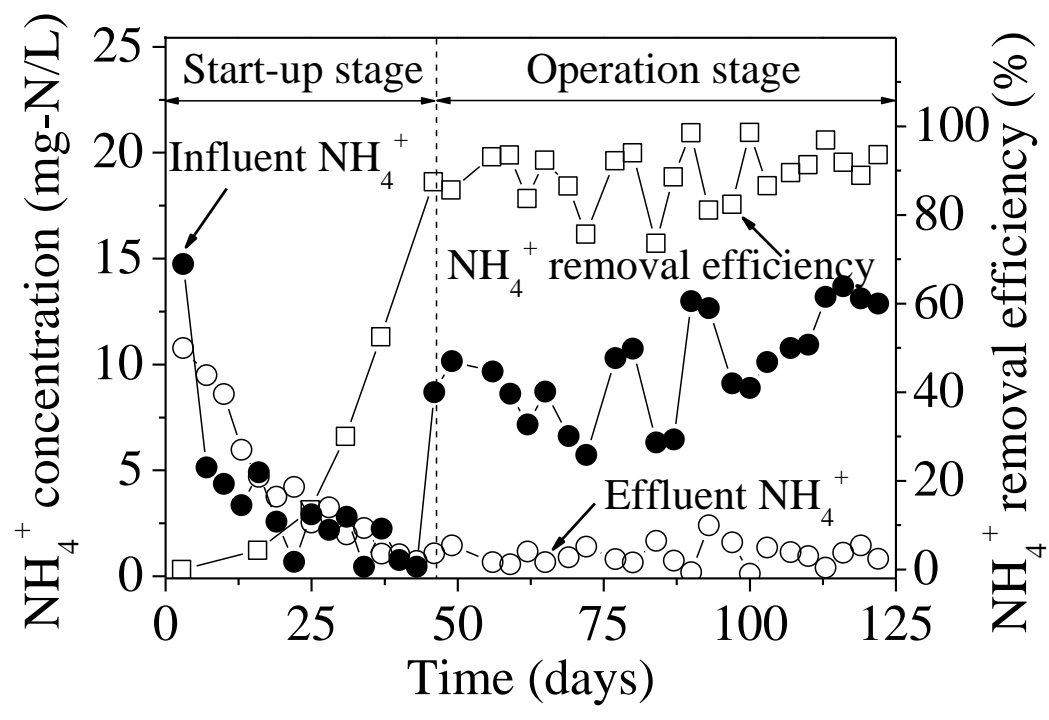 NH4+ concentration (mg-N/L)
25
20
15
10
5
0
Start-up stage
Operation stage
Influent NH4+
NH4+ removal efficiency
Effluent NH4+
100
80
60
40
20
0
NH4+ removal efficiency (%)
0 25 50 75 100 125
Time (days)